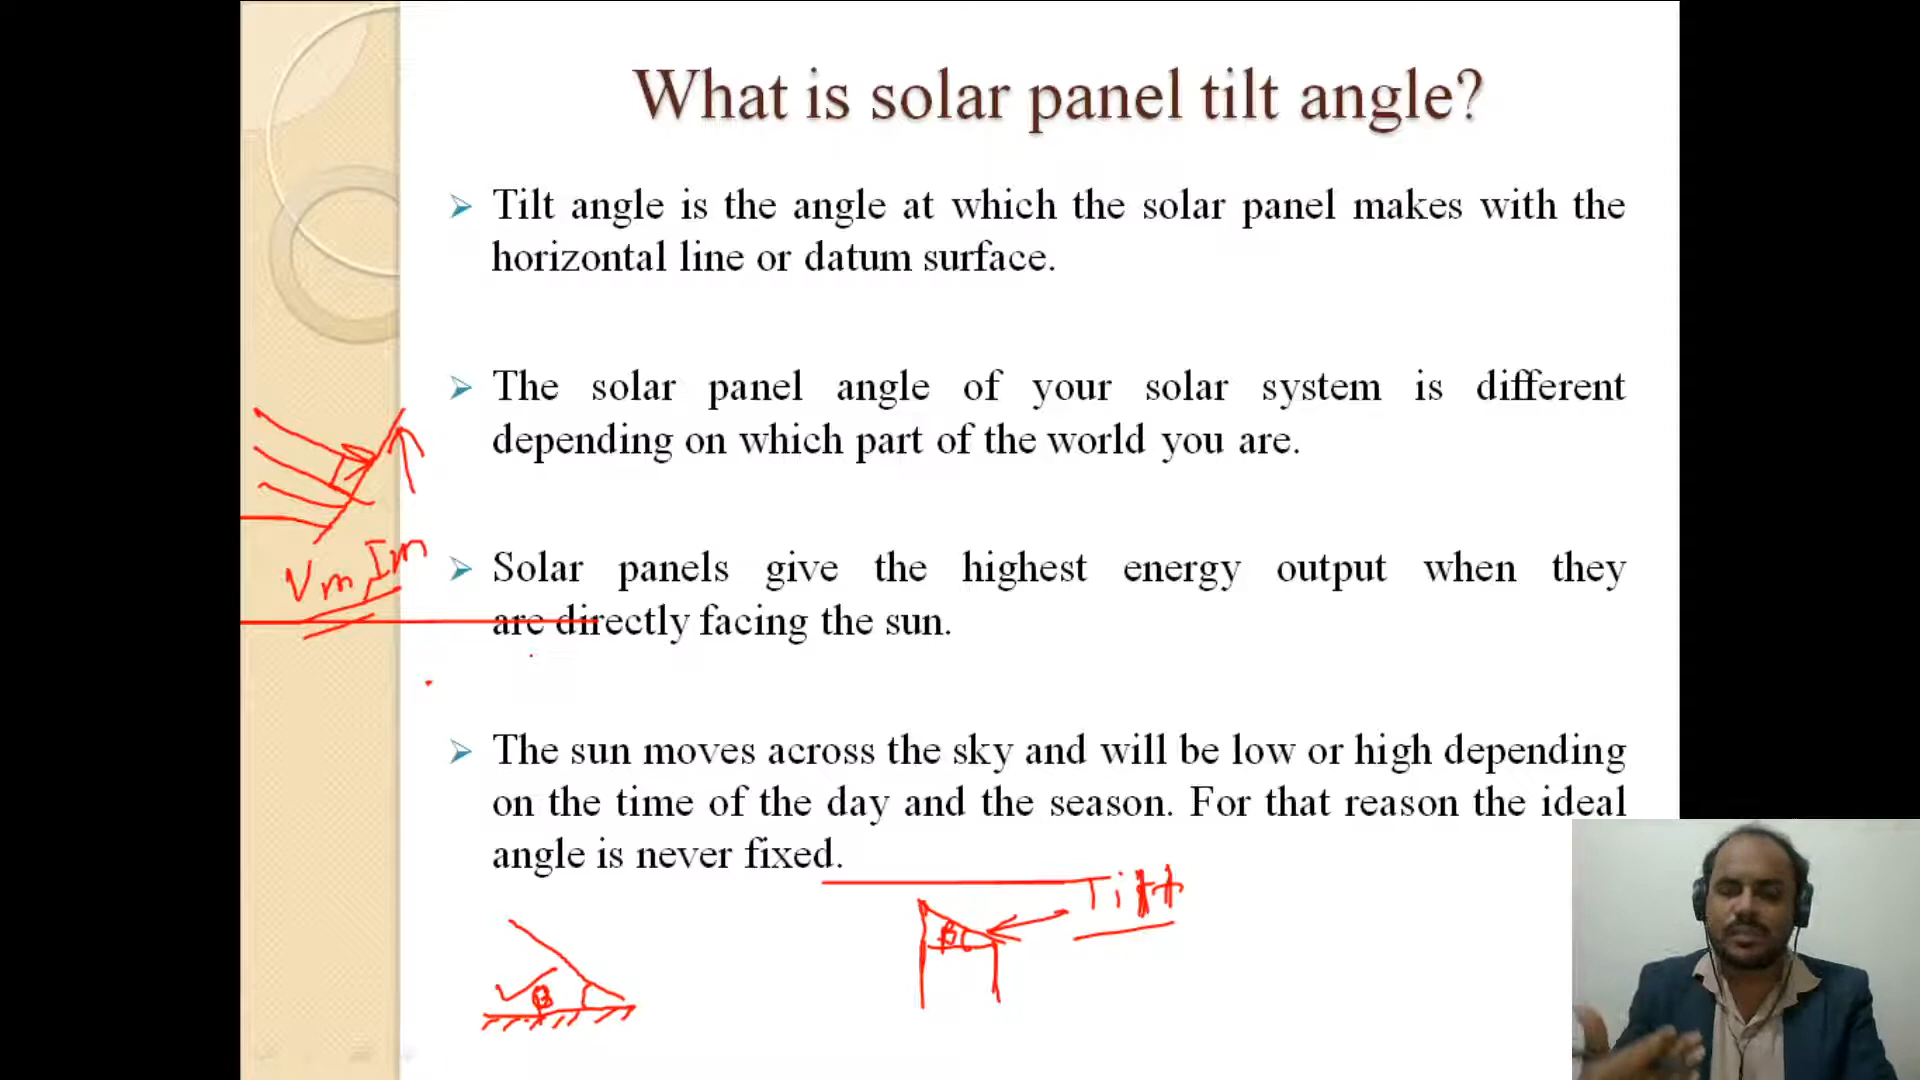 What is solar panel tilt angle?
Tilt angle is the angle at which the solar panel makes with the
horizontal line or datum surface.
The solar panel angle of your solar system is different
depending on which part of the world you are.
Vm Im
Solar panels give the highest energy output when they
are directly facing the sun.
The sun moves across the sky and will be low or high depending
on the time of the day and the season. For that reason the ideal
angle is never fixed.
Tilt
B
B